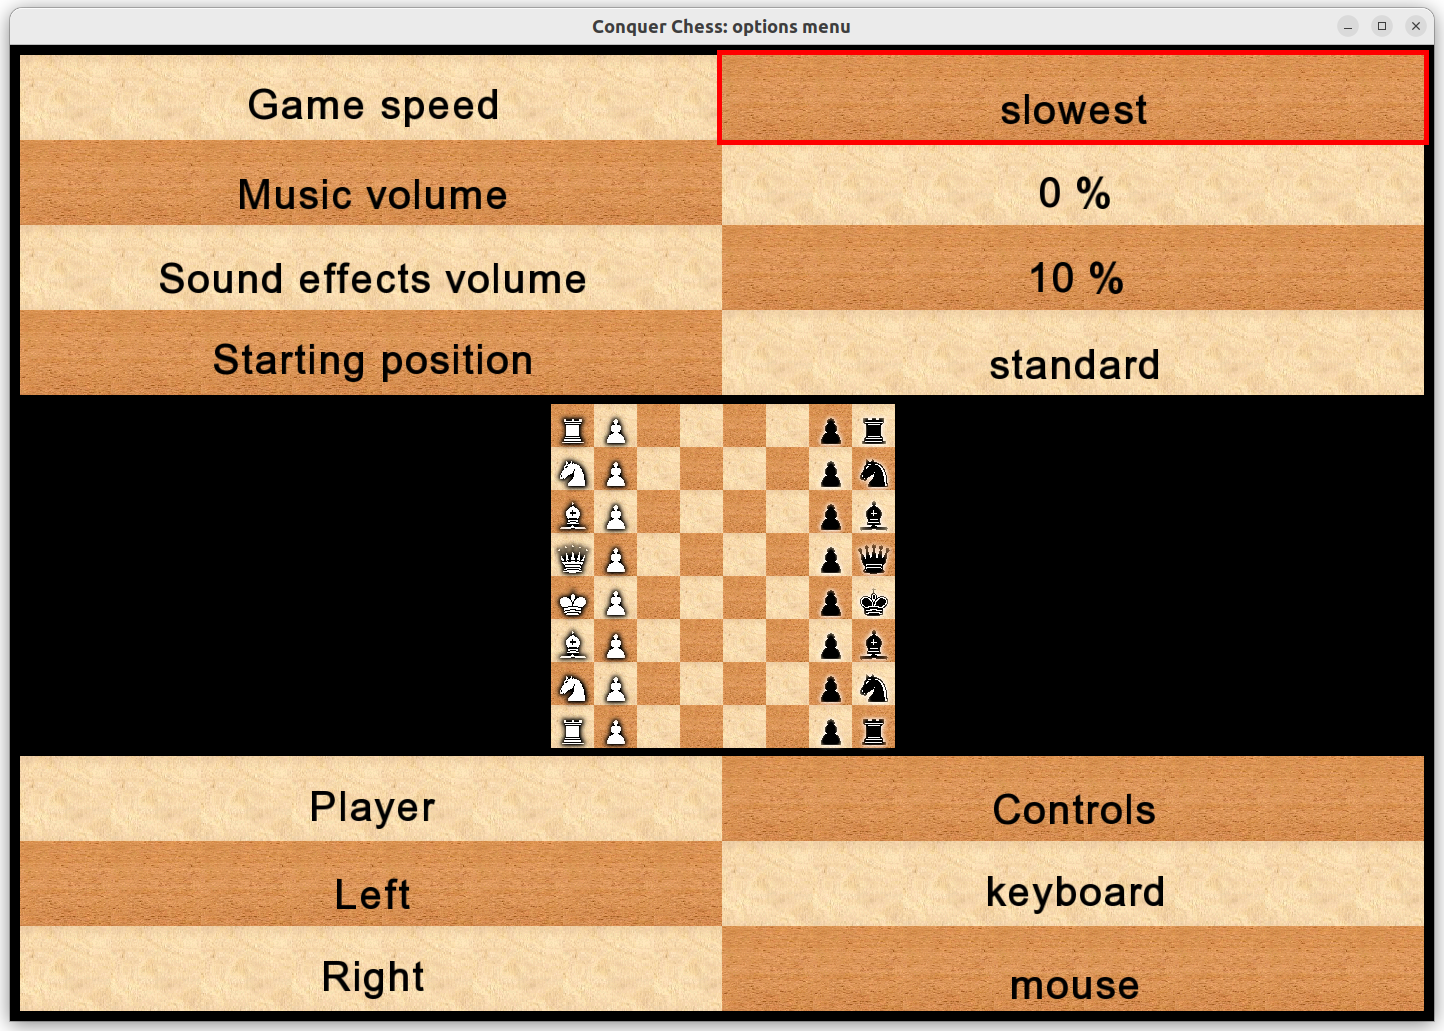 Conquer Chess: options menu
Game speed slowest
Music volume 0 %
Sound effects volume 10 %
Starting position standard
Player Controls
Left keyboard
Right mouse